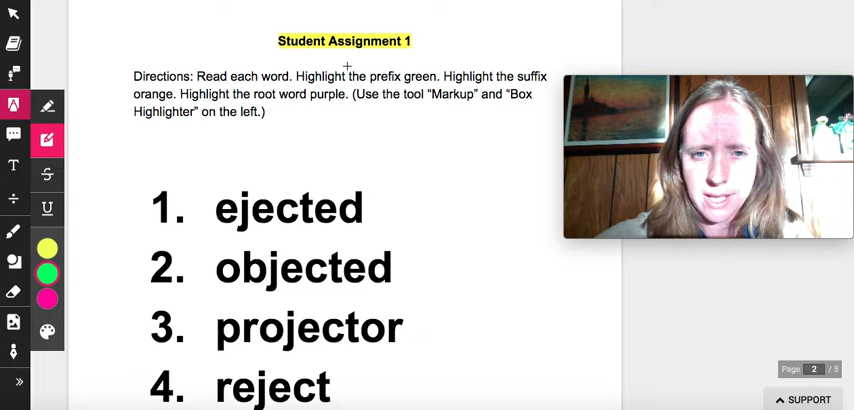 Student Assignment 1
Directions: Read each word. Highlight the prefix green. Highlight the suffix
orange. Highlight the root word purple. (Use the tool “Markup” and “Box
Highlighter” on the left.)
1. ejected
2. objected
3. projector
4. reject
Page 2 / 5
SUPPORT